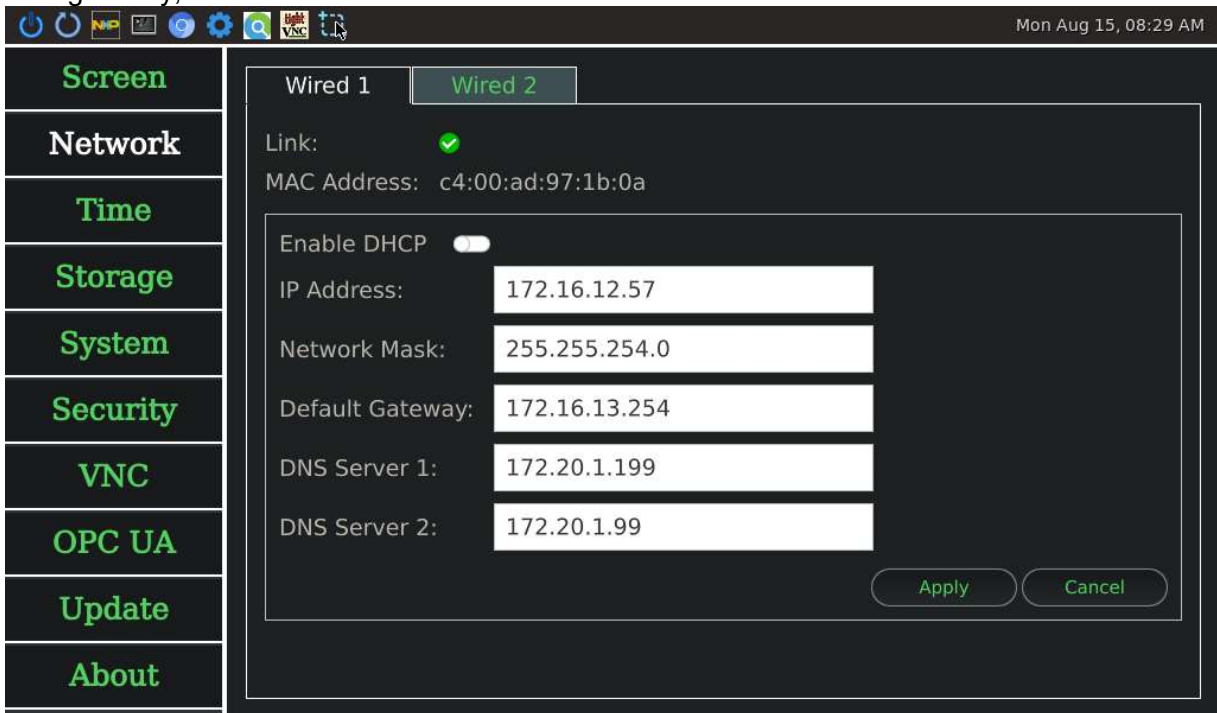 NXP
tight
VNC
Mon Aug 15, 08:29 AM
Screen
Network
Time
Storage
System
Security
VNC
OPC UA
Update
About
Wired 1
Wired 2
Link:
MAC Address: c4:00:ad:97:1b:0a
Enable DHCP
IP Address: 172.16.12.57
Network Mask: 255.255.254.0
Default Gateway: 172.16.13.254
DNS Server 1: 172.20.1.199
DNS Server 2: 172.20.1.99
Apply
Cancel